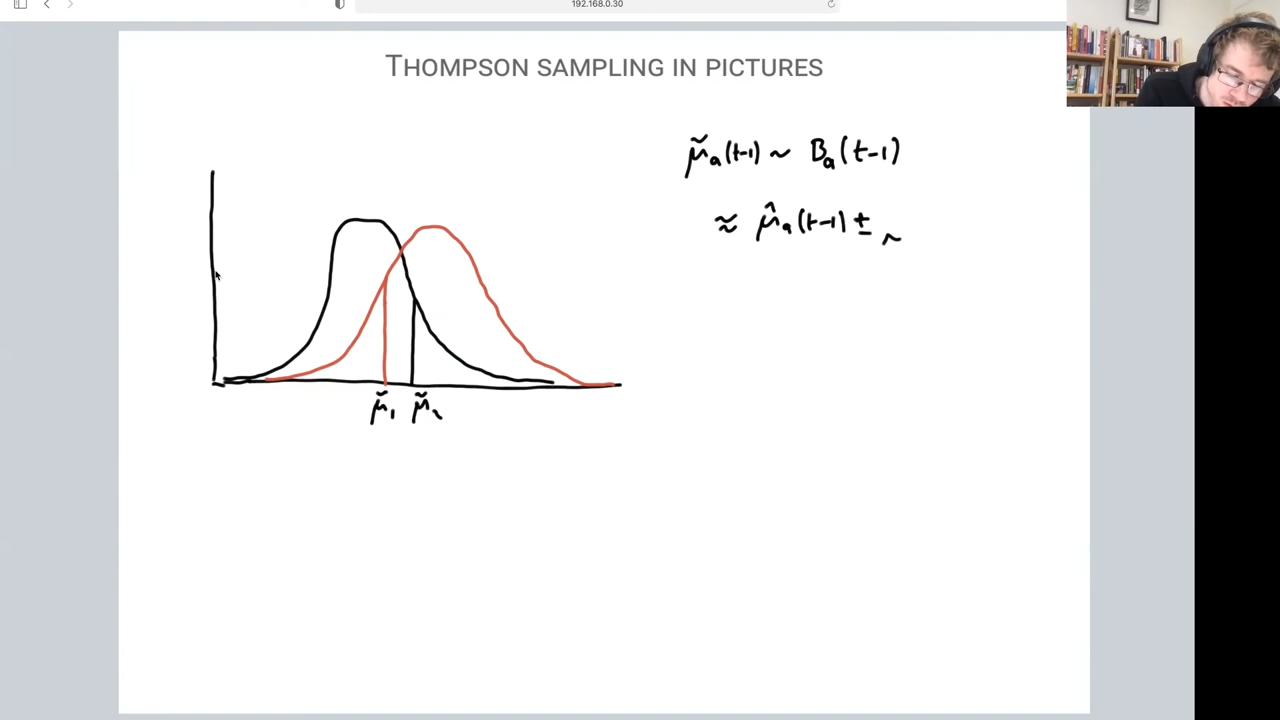 192.168.0.30
THOMPSON SAMPLING IN PICTURES
μ̃ₐ(t-1) ~ Bₐ(t-1)
≈ μ̂ₐ(t-1) ±
μ̃₁ μ̃₂